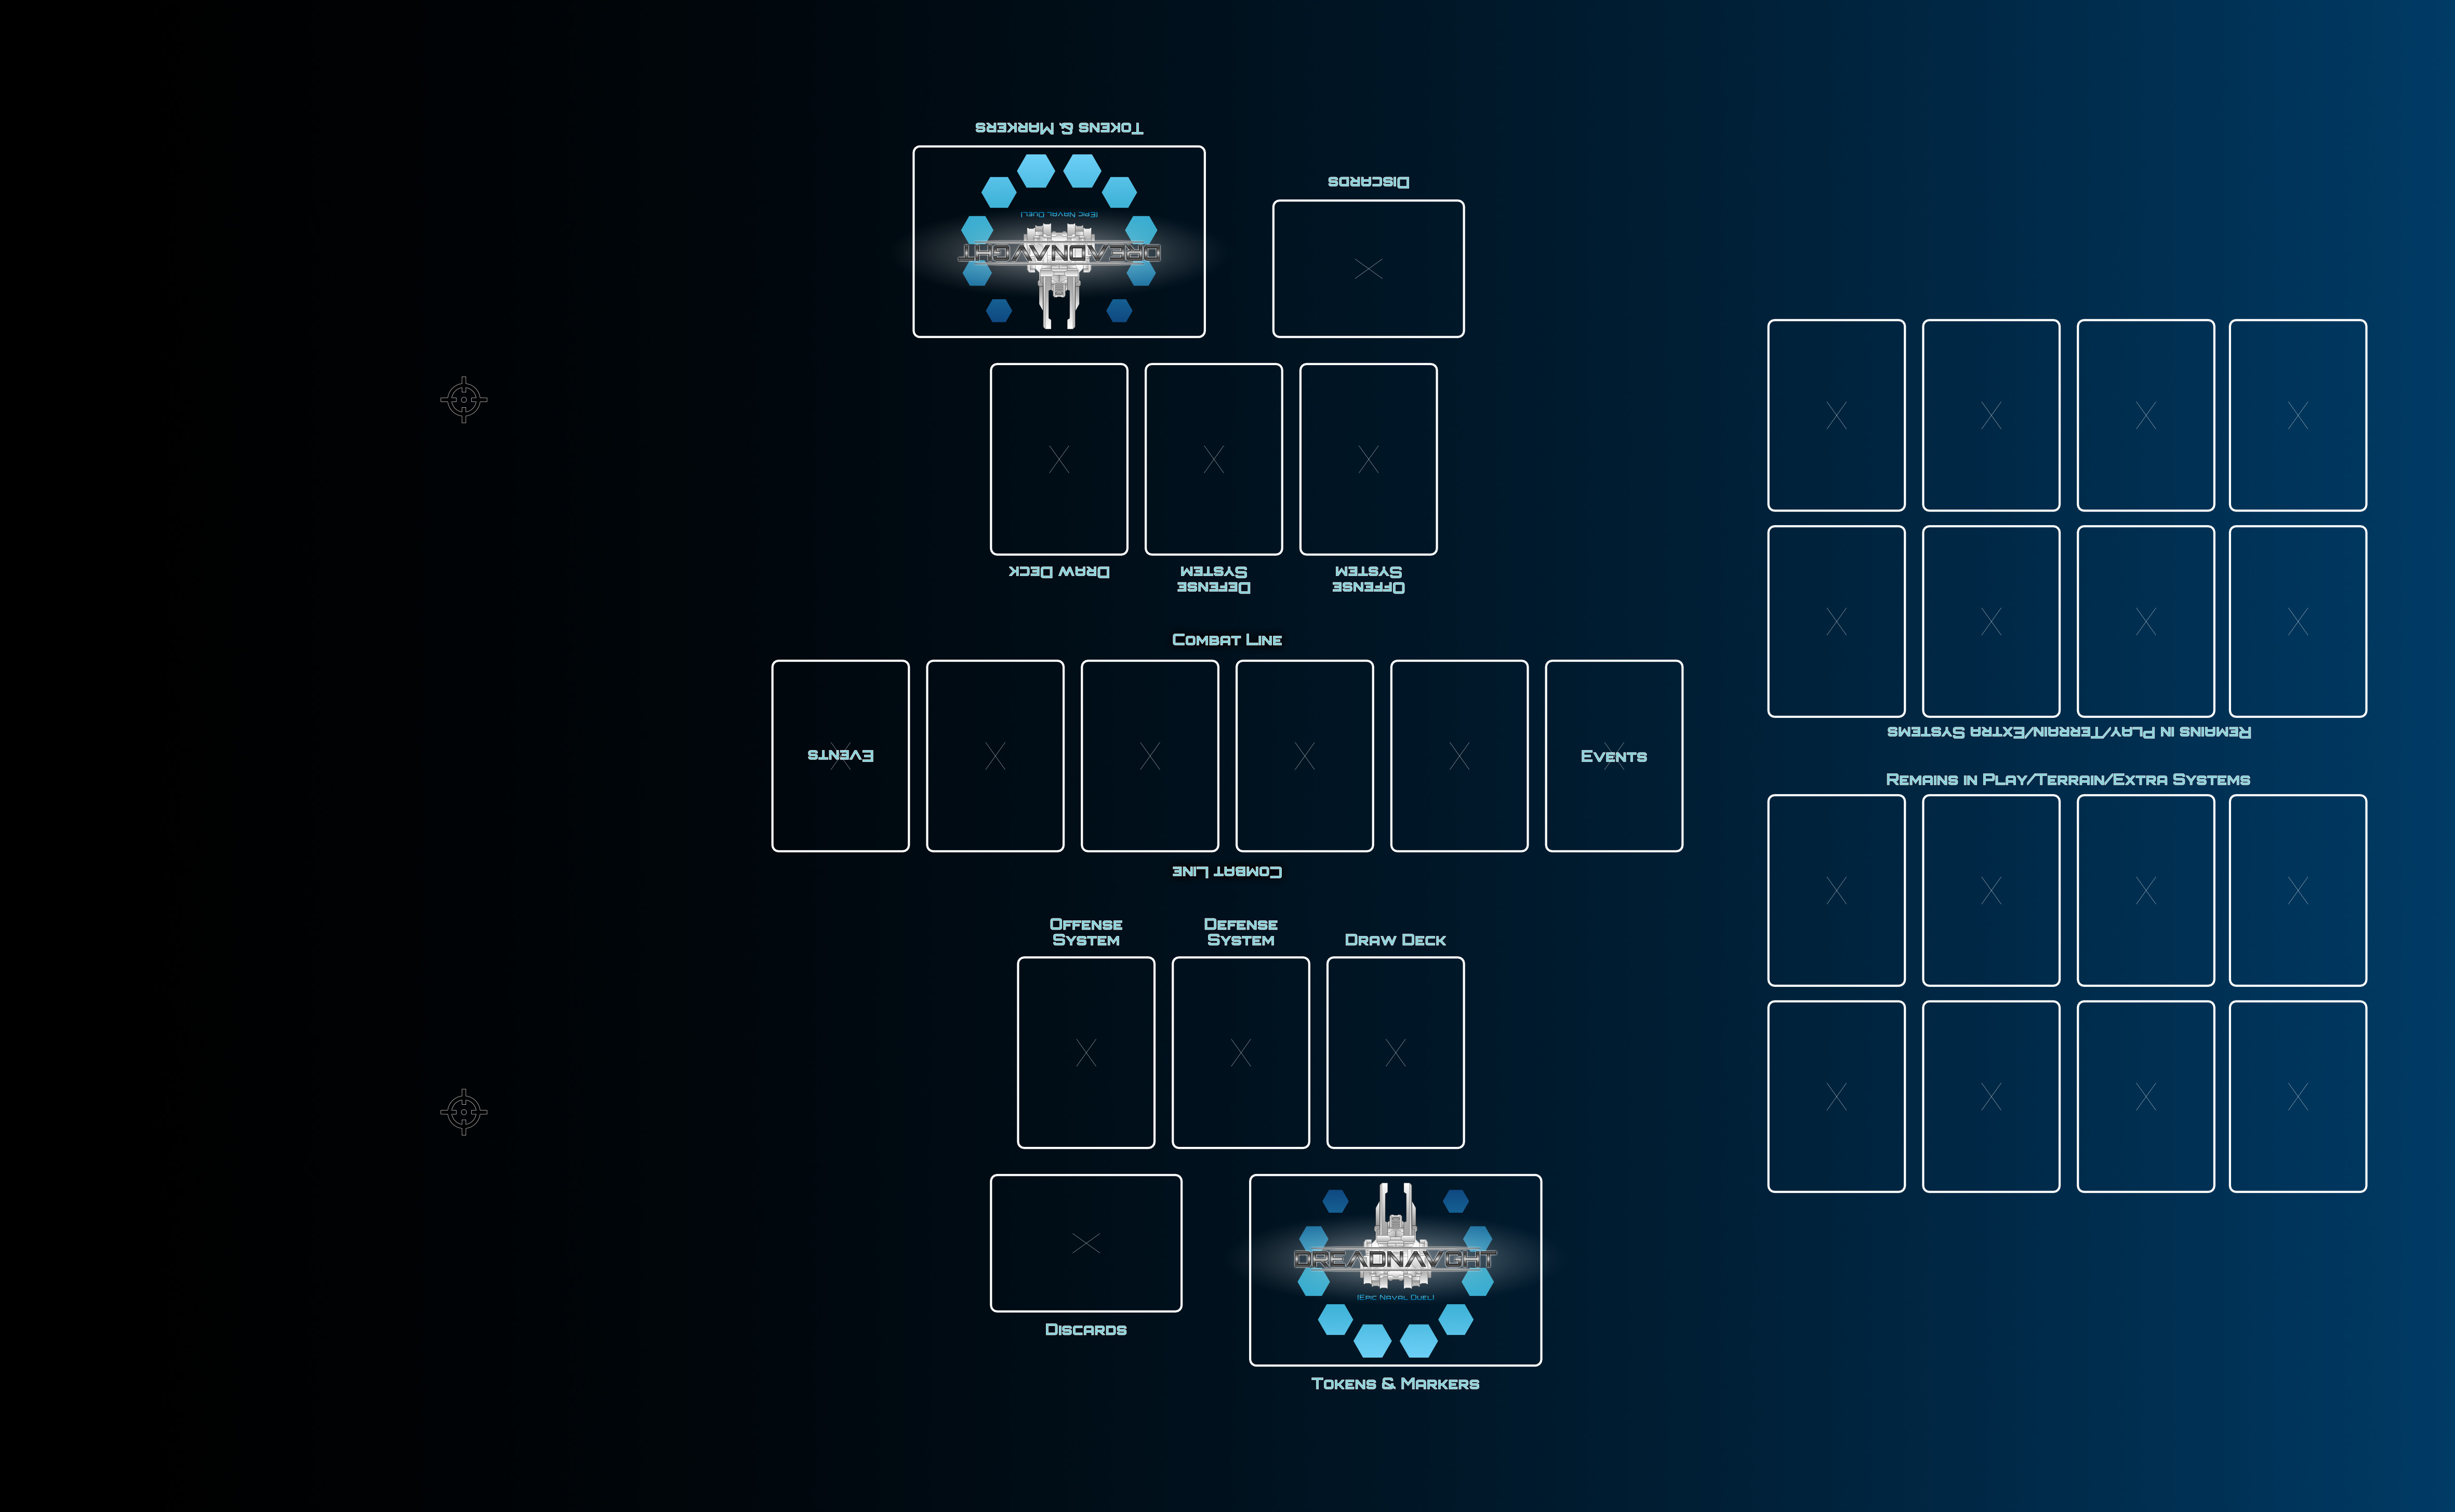 Tokens & Markers
[Epic Naval Duel]
DREADNAVGHT
Discards
Draw Deck
Defense
System
Offense
System
Combat Line
Events
Events
Combat Line
Remains in Play/Terrain/Extra Systems
Remains in Play/Terrain/Extra Systems
Offense
System
Defense
System
Draw Deck
DREADNAVGHT
[Epic Naval Duel]
Discards
Tokens & Markers